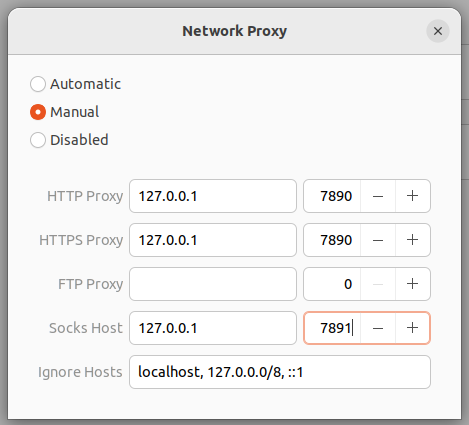 Network Proxy
Automatic
Manual
Disabled
HTTP Proxy 127.0.0.1 7890
HTTPS Proxy 127.0.0.1 7890
FTP Proxy 0
Socks Host 127.0.0.1 7891
Ignore Hosts localhost, 127.0.0.0/8, ::1